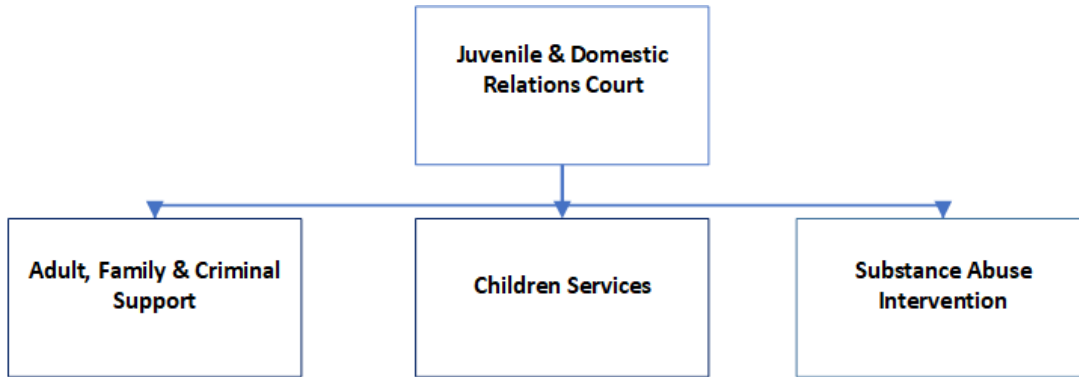 Juvenile & Domestic
Relations Court
Adult, Family & Criminal
Support
Children Services
Substance Abuse
Intervention